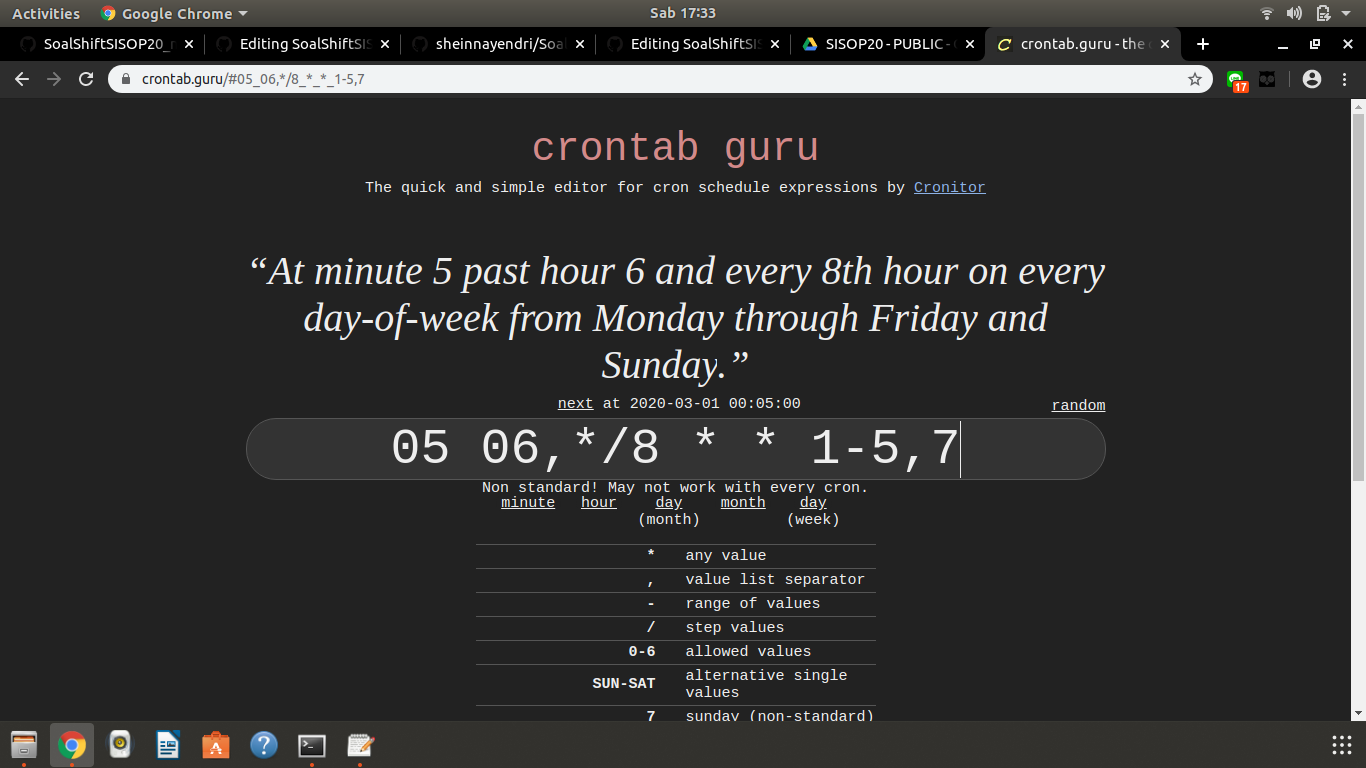 Activities Google Chrome Sab 17:33
SoalShiftSISOP20_ Editing SoalShiftSIS sheinnayendri/Soal Editing SoalShiftSIS SISOP20 - PUBLIC - crontab.guru - the
crontab.guru/#05_06,*/8_*_*_1-5,7
17
crontab guru
The quick and simple editor for cron schedule expressions by Cronitor
“At minute 5 past hour 6 and every 8th hour on every
day-of-week from Monday through Friday and
Sunday.”
next at 2020-03-01 00:05:00
random
05 06,*/8 * * 1-5,7
Non standard! May not work with every cron.
minute hour day month day
(month) (week)
* any value
, value list separator
- range of values
/ step values
0-6 allowed values
SUN-SAT alternative single
values
7 sunday (non-standard)